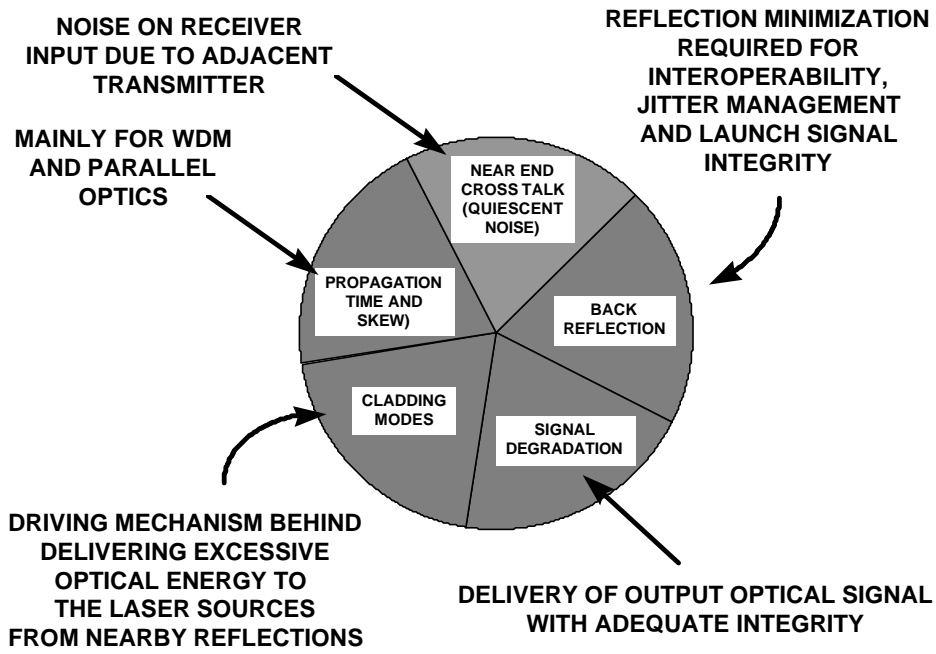 NOISE ON RECEIVER
INPUT DUE TO ADJACENT
TRANSMITTER
REFLECTION MINIMIZATION
REQUIRED FOR
INTEROPERABILITY,
JITTER MANAGEMENT
AND LAUNCH SIGNAL
INTEGRITY
MAINLY FOR WDM
AND PARALLEL
OPTICS
NEAR END
CROSS TALK
(QUIESCENT
NOISE)
PROPAGATION
TIME AND
SKEW)
BACK
REFLECTION
CLADDING
MODES
SIGNAL
DEGRADATION
DRIVING MECHANISM BEHIND
DELIVERING EXCESSIVE
OPTICAL ENERGY TO
THE LASER SOURCES
FROM NEARBY REFLECTIONS
DELIVERY OF OUTPUT OPTICAL SIGNAL
WITH ADEQUATE INTEGRITY